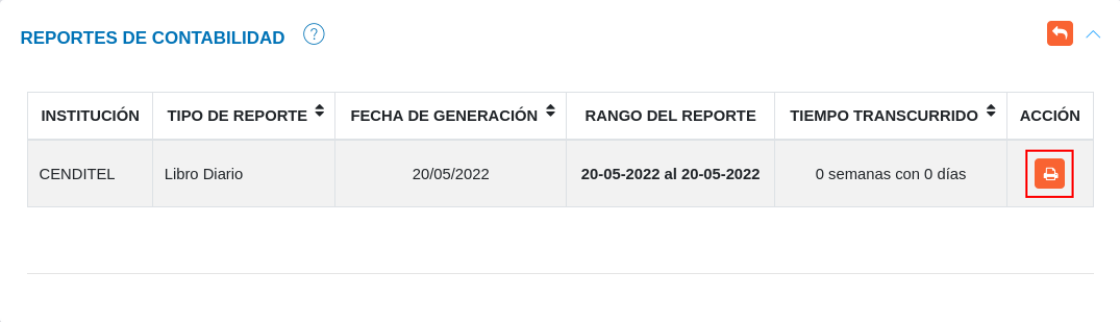 REPORTES DE CONTABILIDAD ?
INSTITUCIÓN TIPO DE REPORTE FECHA DE GENERACIÓN RANGO DEL REPORTE TIEMPO TRANSCURRIDO ACCIÓN
CENDITEL Libro Diario 20/05/2022 20-05-2022 al 20-05-2022 0 semanas con 0 días